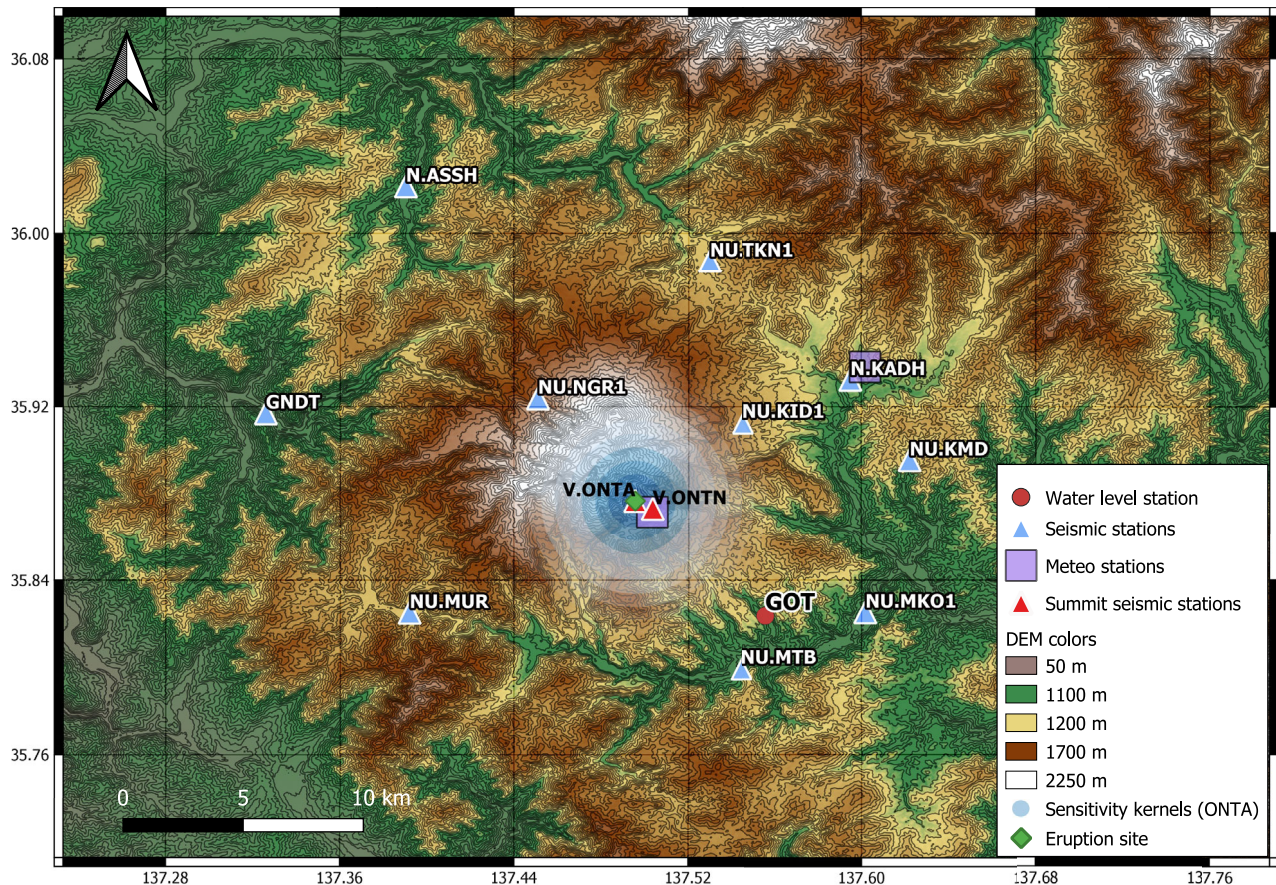 36.08
N.ASSH
36.00
NU.TKN1
N.KADH
NU.NGR1
GNDT
35.92
NU.KID1
NU.KMD
V.ONTA
V.ONTN
Water level station
Seismic stations
Meteo stations
Summit seismic stations
DEM colors
50 m
1100 m
1200 m
1700 m
2250 m
Sensitivity kernels (ONTA)
Eruption site
35.84
NU.MUR
GOT
NU.MKO1
NU.MTB
35.76
0 5 10 km
137.28 137.36 137.44 137.52 137.60 137.68 137.76